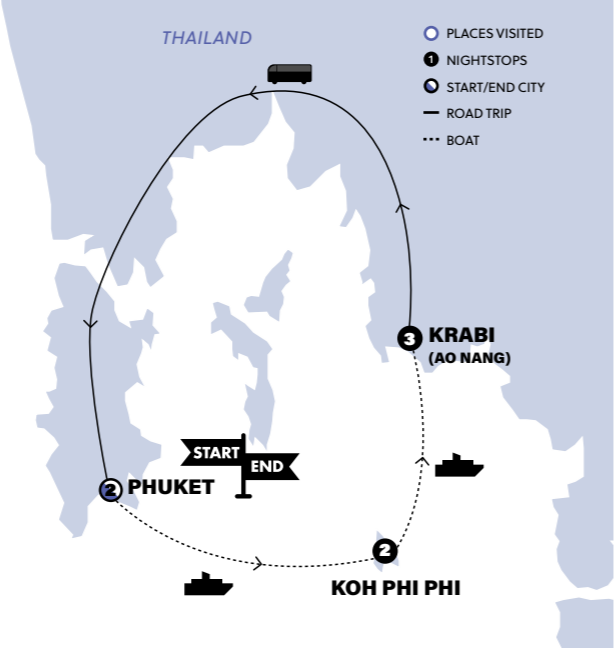 THAILAND
PLACES VISITED
1 NIGHTSTOPS
START/END CITY
ROAD TRIP
BOAT
3 KRABI
(AO NANG)
START
END
2 PHUKET
2
KOH PHI PHI